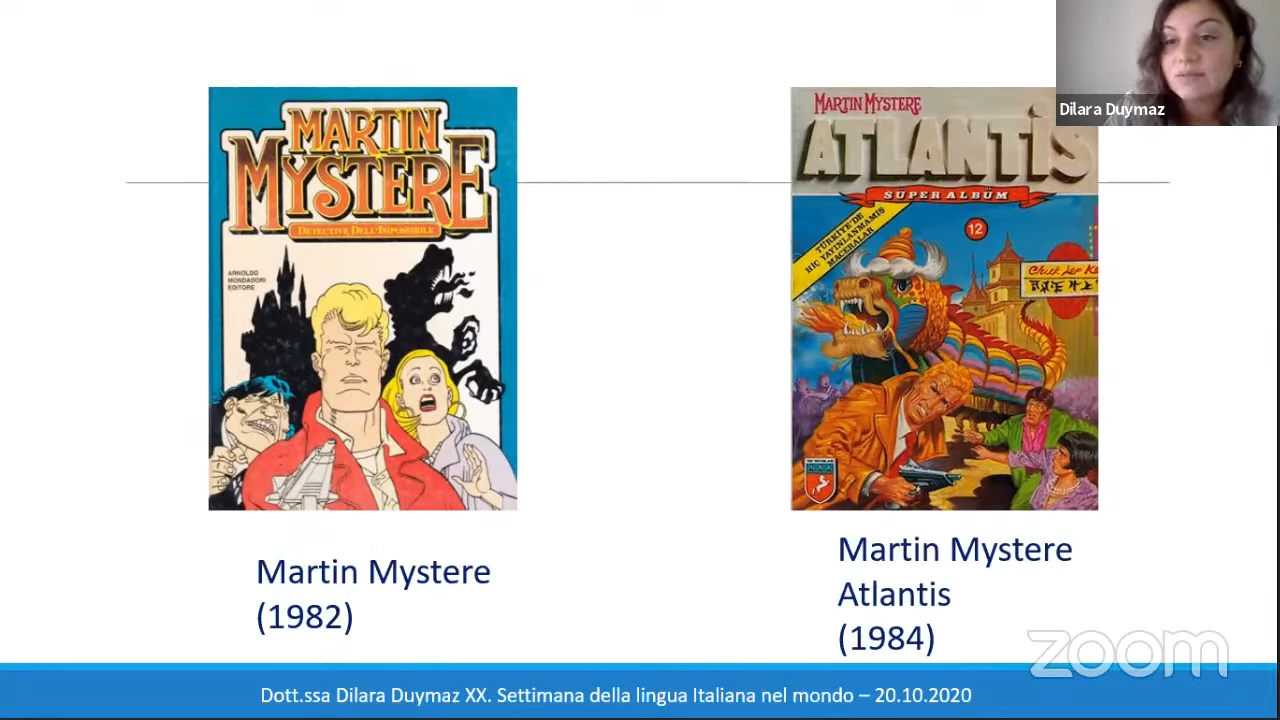 Dilara Duymaz
MARTIN
MYSTERE
DETECTIVE DELL'IMPOSSIBILE
ARNOLDO
MONDADORI
EDITORE
MARTIN MYSTERE
ATLANTIS
SÜPER ALBÜM
12
TÜRKİYE'DE
HİÇ YAYINLANMAMIŞ
MACERALAR
Martin Mystere
(1982)
Martin Mystere
Atlantis
(1984)
zoom
Dott.ssa Dilara Duymaz XX. Settimana della lingua Italiana nel mondo – 20.10.2020